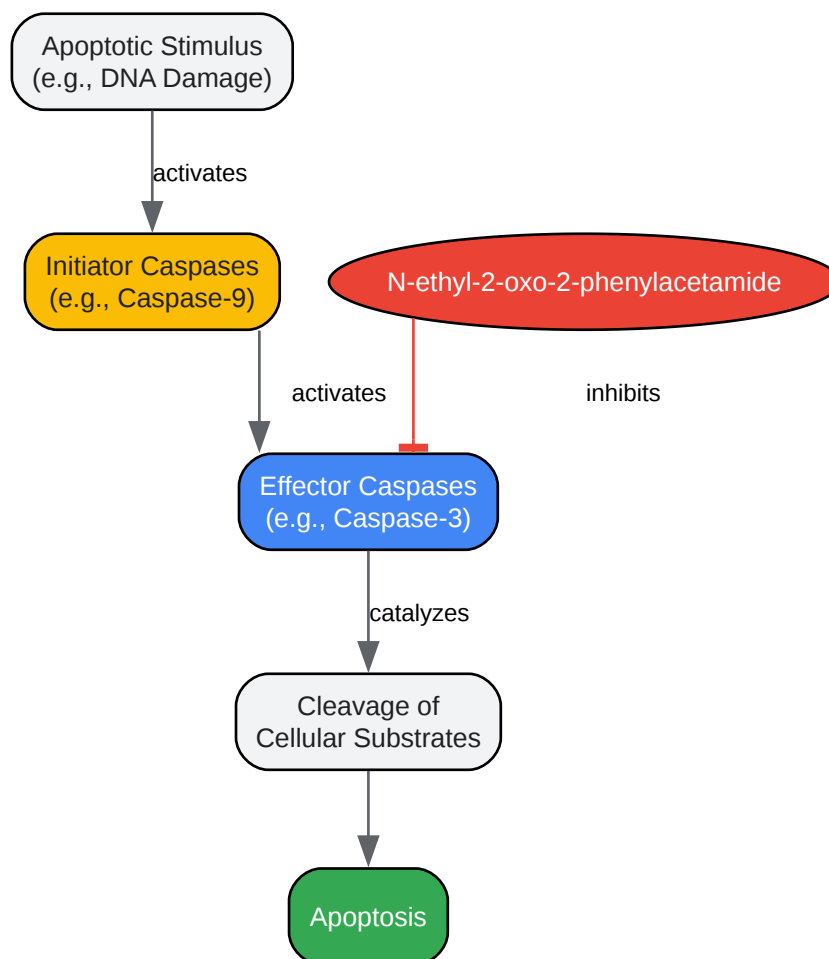 Apoptotic Stimulus
(e.g., DNA Damage)
activates
Initiator Caspases
(e.g., Caspase-9)
N-ethyl-2-oxo-2-phenylacetamide
activates
inhibits
Effector Caspases
(e.g., Caspase-3)
catalyzes
Cleavage of
Cellular Substrates
Apoptosis